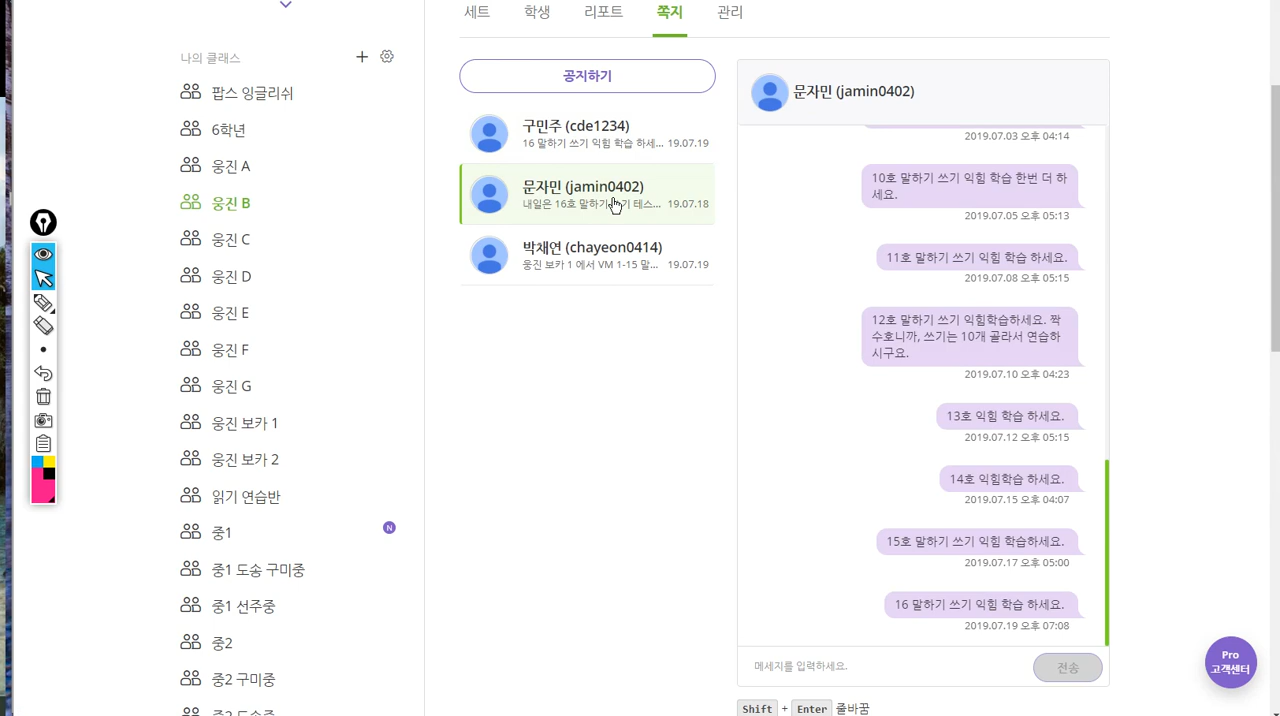 세트 학생 리포트 쪽지 관리
나의 클래스
팝스 잉글리쉬
6학년
웅진 A
웅진 B
웅진 C
웅진 D
웅진 E
웅진 F
웅진 G
웅진 보카 1
웅진 보카 2
읽기 연습반
중1 N
중1 도송 구미중
중1 선주중
중2
중2 구미중
중2 도송중
공지하기
구민주 (cde1234)
16 말하기 쓰기 익힘 학습 하세... 19.07.19
문자민 (jamin0402)
내일은 16호 말하기 쓰기 테스... 19.07.18
박채연 (chayeon0414)
웅진 보카 1 에서 VM 1-15 말... 19.07.19
문자민 (jamin0402)
2019.07.03 오후 04:14
10호 말하기 쓰기 익힘 학습 한번 더 하
세요.
2019.07.05 오후 05:13
11호 말하기 쓰기 익힘 학습 하세요.
2019.07.08 오후 05:15
12호 말하기 쓰기 익힘학습하세요. 짝
수호니까, 쓰기는 10개 골라서 연습하
시구요.
2019.07.10 오후 04:23
13호 익힘 학습 하세요.
2019.07.12 오후 05:15
14호 익힘학습 하세요.
2019.07.15 오후 04:07
15호 말하기 쓰기 익힘 학습하세요.
2019.07.17 오후 05:00
16 말하기 쓰기 익힘 학습 하세요.
2019.07.19 오후 07:08
메세지를 입력하세요.
전송
Shift + Enter 줄바꿈
Pro
고객센터